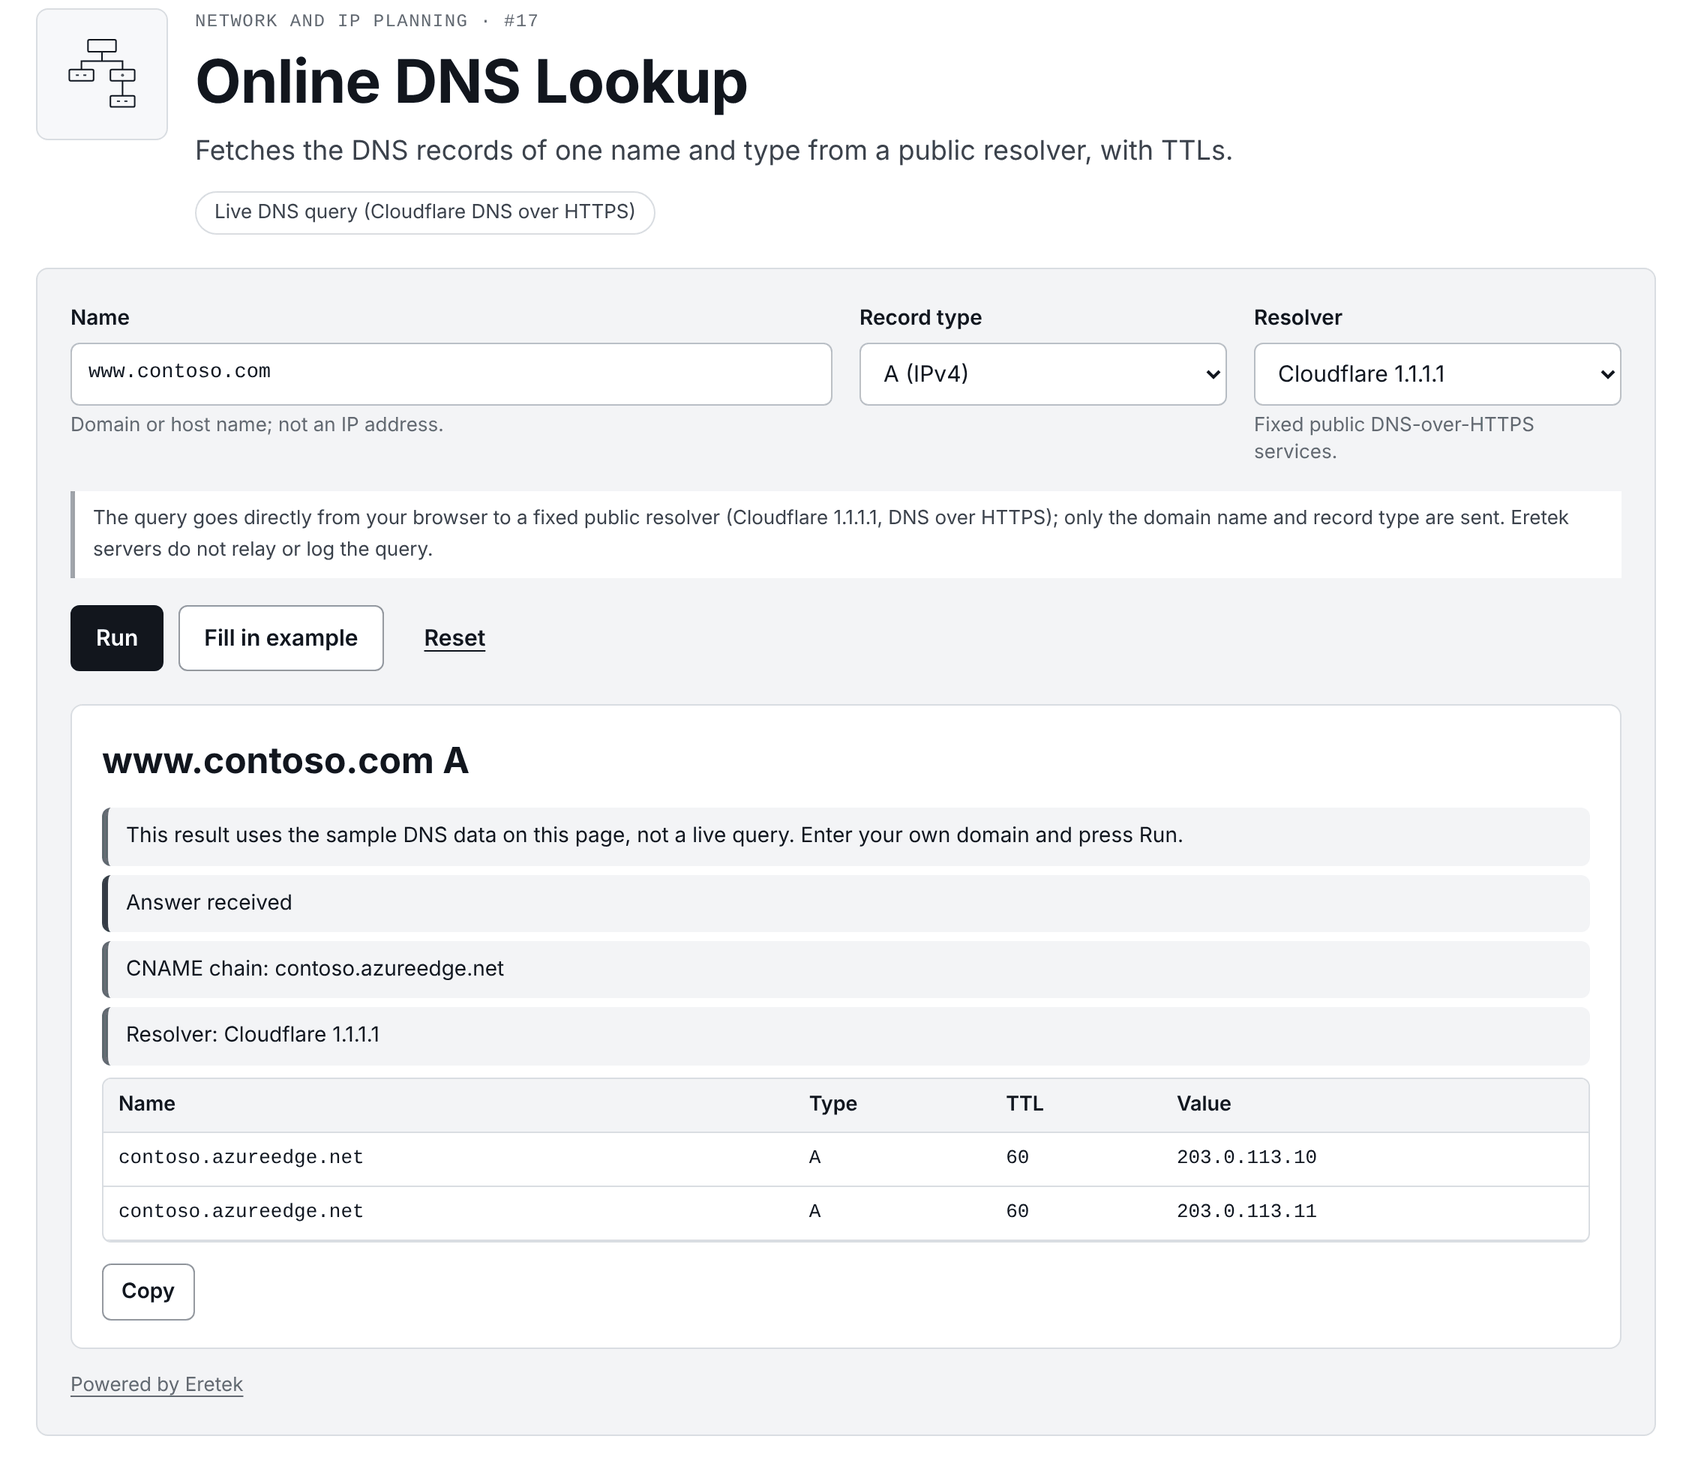 NETWORK AND IP PLANNING · #17
Online DNS Lookup
Fetches the DNS records of one name and type from a public resolver, with TTLs.
Live DNS query (Cloudflare DNS over HTTPS)
Name
Record type
Resolver
www.contoso.com
A (IPv4)
Cloudflare 1.1.1.1
Domain or host name; not an IP address.
Fixed public DNS-over-HTTPS
services.
The query goes directly from your browser to a fixed public resolver (Cloudflare 1.1.1.1, DNS over HTTPS); only the domain name and record type are sent. Eretek
servers do not relay or log the query.
Run
Fill in example
Reset
www.contoso.com A
This result uses the sample DNS data on this page, not a live query. Enter your own domain and press Run.
Answer received
CNAME chain: contoso.azureedge.net
Resolver: Cloudflare 1.1.1.1
Name Type TTL Value
contoso.azureedge.net A 60 203.0.113.10
contoso.azureedge.net A 60 203.0.113.11
Copy
Powered by Eretek